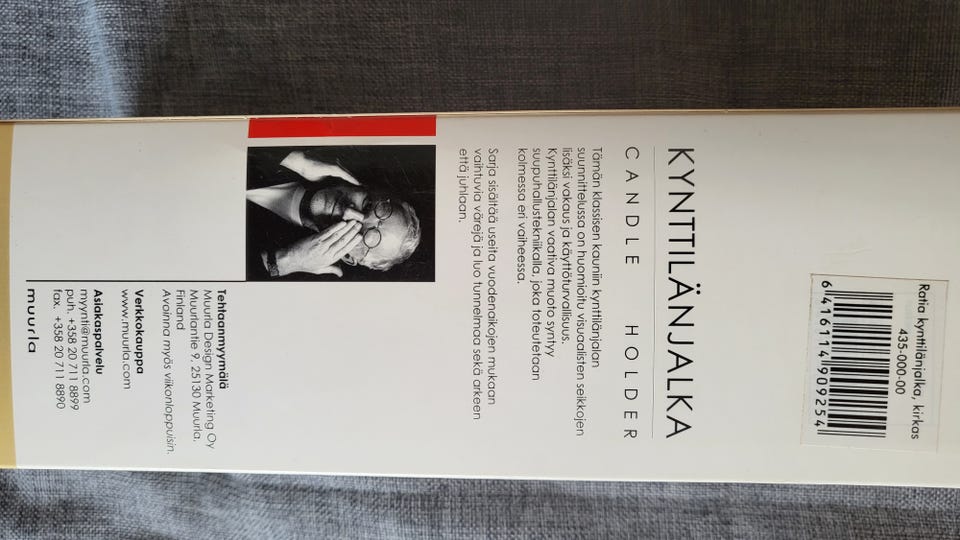 Ratia kynttilänjalka, kirkas
435-000-00
6 416114 909254
KYNTTILÄNJALKA
CANDLE HOLDER
Tämän klassisen kauniin kynttilänjalan
suunnittelussa on huomioitu visuaalisten seikkojen
lisäksi vakaus ja käyttöturvallisuus.
Kynttilänjalan vaativa muoto syntyy
suupuhallustekniikalla, joka toteutetaan
kolmessa eri vaiheessa.
Sarja sisältää useita vuodenaikojen mukaan
vaihtuvia värejä ja luo tunnelmaa sekä arkeen
että juhlaan.
Tehtaanmyymälä
Muurla Design Marketing Oy
Muurlantie 9, 25130 Muurla,
Finland
Avoinna myös viikonloppuisin.
Verkkokauppa
www.muurla.com
Asiakaspalvelu
myynti@muurla.com
puh. +358 20 711 8899
fax. +358 20 711 8890
muurla